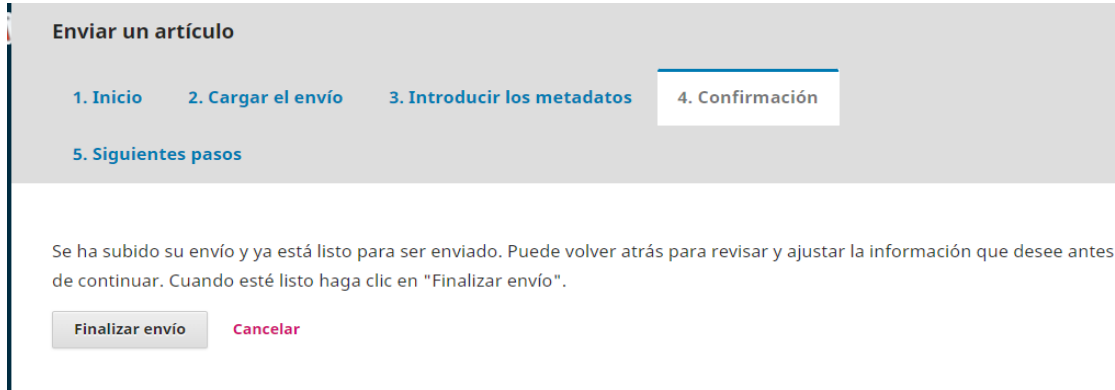 Enviar un artículo
1. Inicio 2. Cargar el envío 3. Introducir los metadatos 4. Confirmación
5. Siguientes pasos
Se ha subido su envío y ya está listo para ser enviado. Puede volver atrás para revisar y ajustar la información que desee antes
de continuar. Cuando esté listo haga clic en "Finalizar envío".
Finalizar envío Cancelar